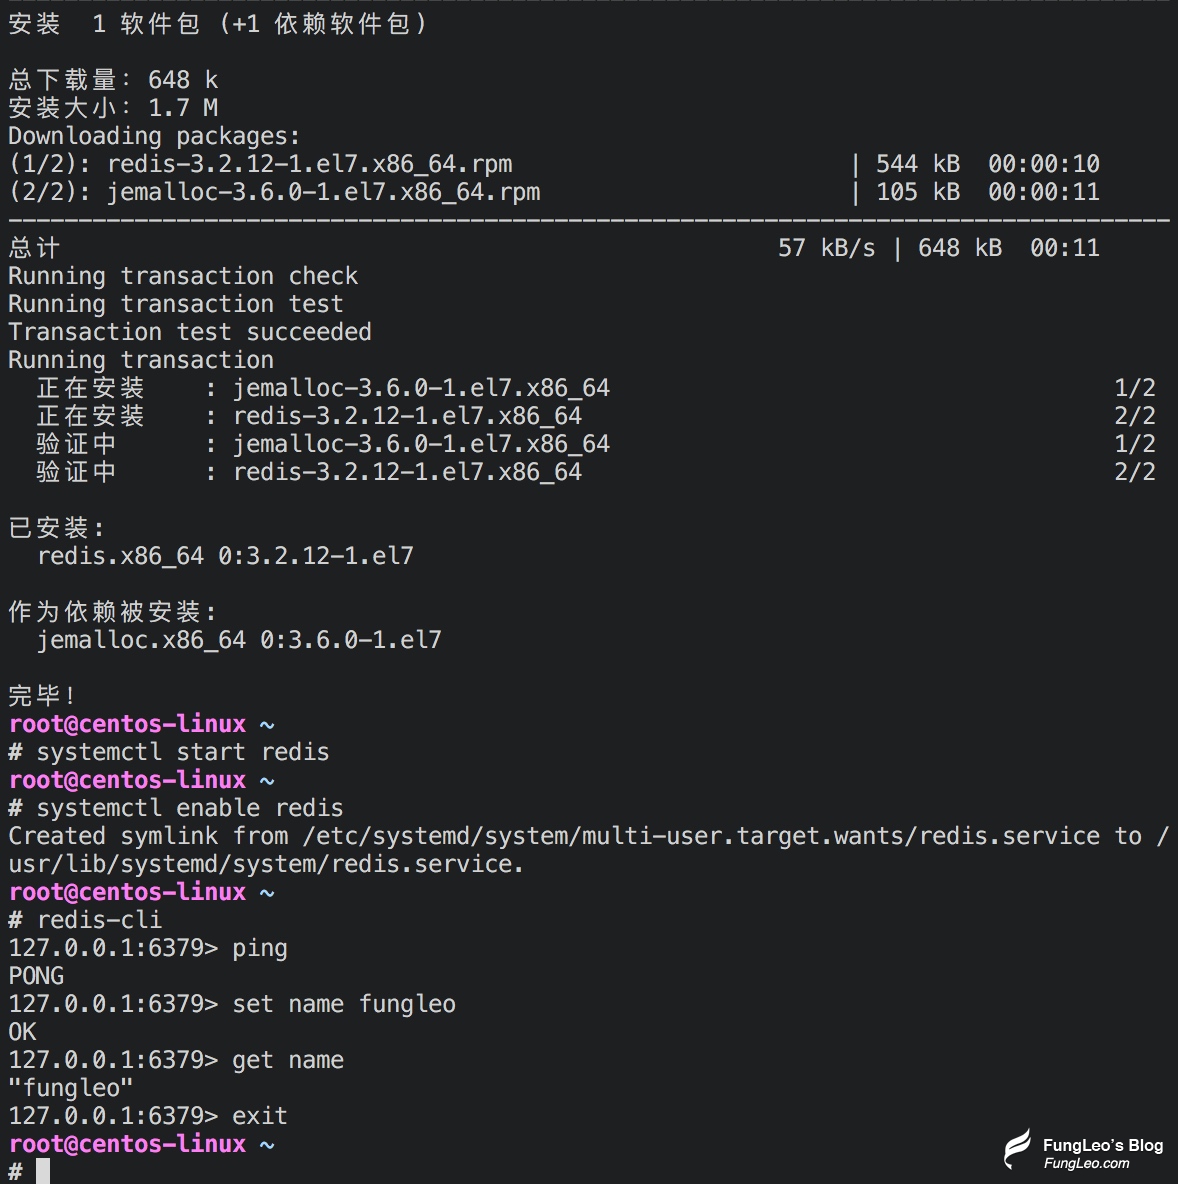 安装  1 软件包 (+1 依赖软件包)
总下载量：648 k
安装大小：1.7 M
Downloading packages:
(1/2): redis-3.2.12-1.el7.x86_64.rpm | 544 kB  00:00:10
(2/2): jemalloc-3.6.0-1.el7.x86_64.rpm | 105 kB  00:00:11
--------------------------------------------------------------------------------
总计 57 kB/s | 648 kB  00:11
Running transaction check
Running transaction test
Transaction test succeeded
Running transaction
  正在安装    : jemalloc-3.6.0-1.el7.x86_64 1/2
  正在安装    : redis-3.2.12-1.el7.x86_64 2/2
  验证中      : jemalloc-3.6.0-1.el7.x86_64 1/2
  验证中      : redis-3.2.12-1.el7.x86_64 2/2
已安装:
  redis.x86_64 0:3.2.12-1.el7
作为依赖被安装:
  jemalloc.x86_64 0:3.6.0-1.el7
完毕！
root@centos-linux ~
# systemctl start redis
root@centos-linux ~
# systemctl enable redis
Created symlink from /etc/systemd/system/multi-user.target.wants/redis.service to /
usr/lib/systemd/system/redis.service.
root@centos-linux ~
# redis-cli
127.0.0.1:6379> ping
PONG
127.0.0.1:6379> set name fungleo
OK
127.0.0.1:6379> get name
"fungleo"
127.0.0.1:6379> exit
root@centos-linux ~
#
FungLeo's Blog
FungLeo.com